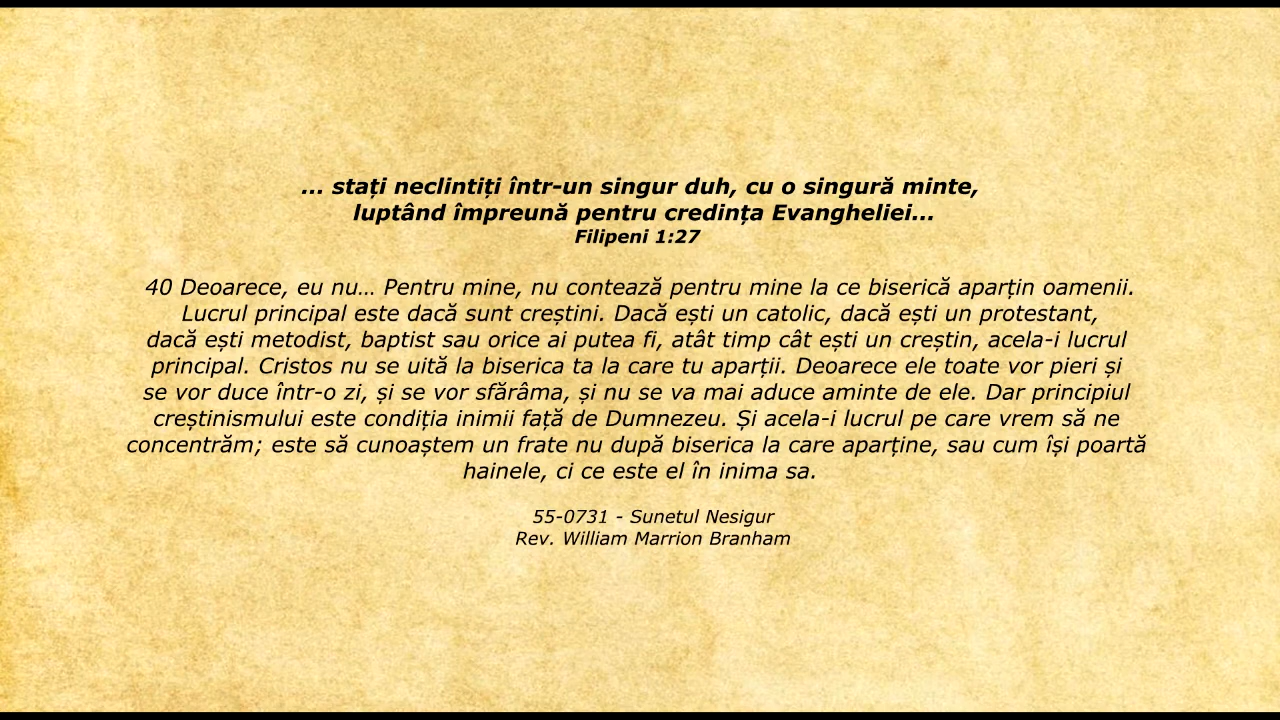 ... stați neclintiți într-un singur duh, cu o singură minte,
luptând împreună pentru credința Evangheliei...
Filipeni 1:27
40 Deoarece, eu nu… Pentru mine, nu contează pentru mine la ce biserică aparțin oamenii.
Lucrul principal este dacă sunt creștini. Dacă ești un catolic, dacă ești un protestant,
dacă ești metodist, baptist sau orice ai putea fi, atât timp cât ești un creștin, acela-i lucrul
principal. Cristos nu se uită la biserica ta la care tu aparții. Deoarece ele toate vor pieri și
se vor duce într-o zi, și se vor sfărâma, și nu se va mai aduce aminte de ele. Dar principiul
creștinismului este condiția inimii față de Dumnezeu. Și acela-i lucrul pe care vrem să ne
concentrăm; este să cunoaștem un frate nu după biserica la care aparține, sau cum își poartă
hainele, ci ce este el în inima sa.
55-0731 - Sunetul Nesigur
Rev. William Marrion Branham